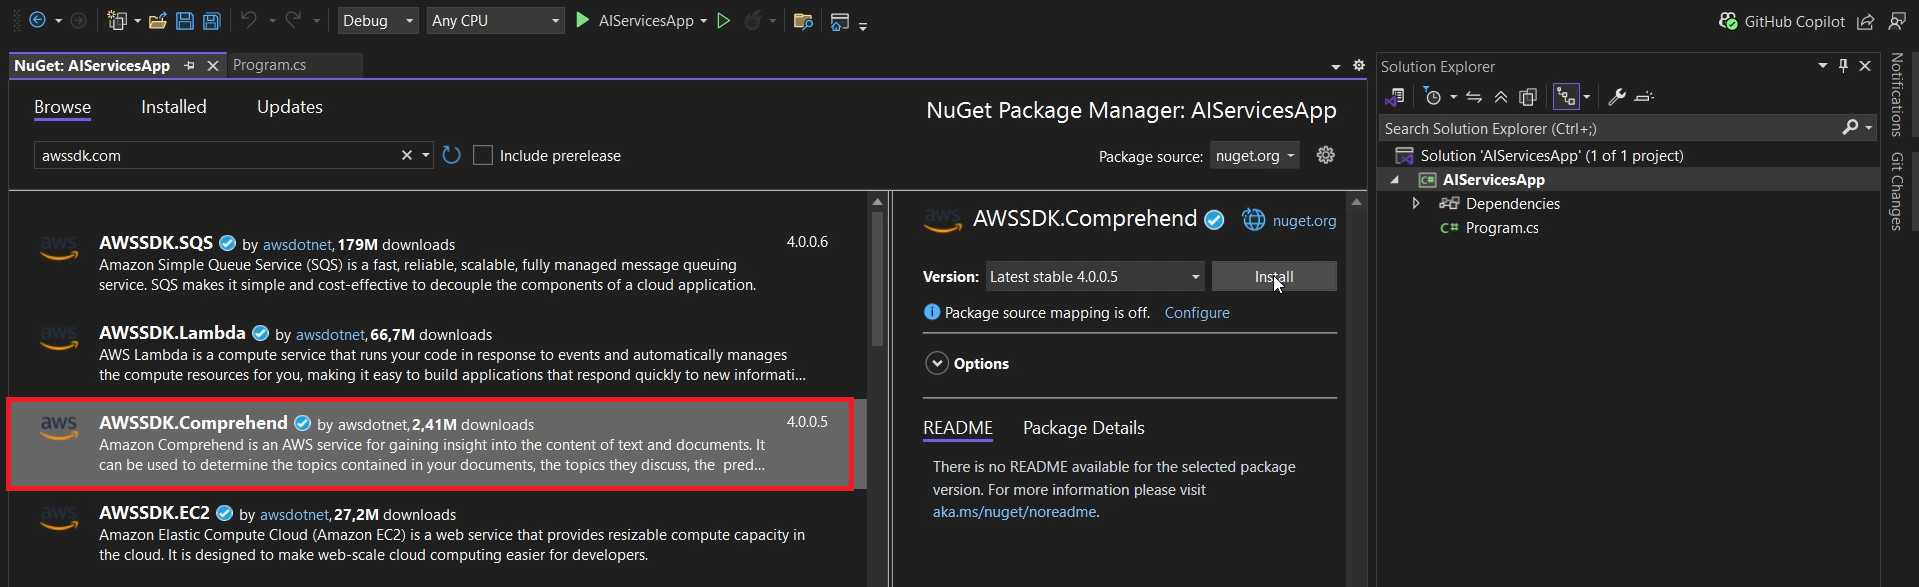 Debug
Any CPU
AIServicesApp
GitHub Copilot
NuGet: AIServicesApp
Program.cs
Browse
Installed
Updates
NuGet Package Manager: AIServicesApp
awssdk.com
Include prerelease
Package source: nuget.org
aws
AWSSDK.SQS by awsdotnet, 179M downloads
4.0.0.6
Amazon Simple Queue Service (SQS) is a fast, reliable, scalable, fully managed message queuing
service. SQS makes it simple and cost-effective to decouple the components of a cloud application.
aws
AWSSDK.Lambda by awsdotnet, 66,7M downloads
AWS Lambda is a compute service that runs your code in response to events and automatically manages
the compute resources for you, making it easy to build applications that respond quickly to new informati...
aws
AWSSDK.Comprehend by awsdotnet, 2,41M downloads
4.0.0.5
Amazon Comprehend is an AWS service for gaining insight into the content of text and documents. It
can be used to determine the topics contained in your documents, the topics they discuss, the pred...
aws
AWSSDK.EC2 by awsdotnet, 27,2M downloads
Amazon Elastic Compute Cloud (Amazon EC2) is a web service that provides resizable compute capacity in
the cloud. It is designed to make web-scale cloud computing easier for developers.
aws
AWSSDK.Comprehend
nuget.org
Version: Latest stable 4.0.0.5
Install
Package source mapping is off. Configure
Options
README
Package Details
There is no README available for the selected package
version. For more information please visit
aka.ms/nuget/noreadme.
Solution Explorer
Search Solution Explorer (Ctrl+;)
Solution 'AIServicesApp' (1 of 1 project)
C# AIServicesApp
Dependencies
C# Program.cs
Notifications
Git Changes